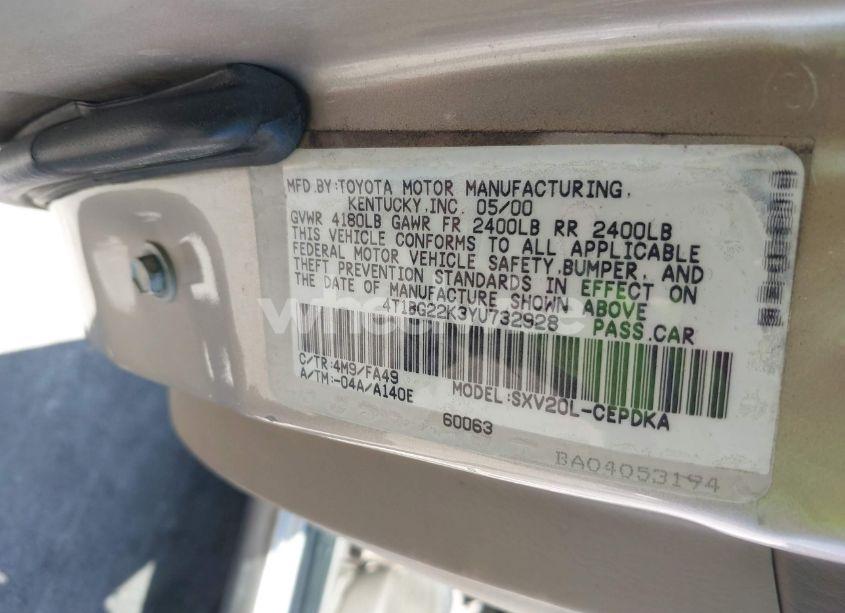 MFD.BY:TOYOTA MOTOR MANUFACTURING,
KENTUCKY.INC. 05/00
GVWR 4180LB GAWR FR 2400LB RR 2400LB
THIS VEHICLE CONFORMS TO ALL APPLICABLE
FEDERAL MOTOR VEHICLE SAFETY,BUMPER, AND
THEFT PREVENTION STANDARDS IN EFFECT ON
THE DATE OF MANUFACTURE SHOWN ABOVE
4T1BG22K3YU732928 PASS.CAR
C/TR:4M9/FA49
A/TM:-04A/A140E
MODEL:SXV20L-CEPDKA
60063
BA04053194